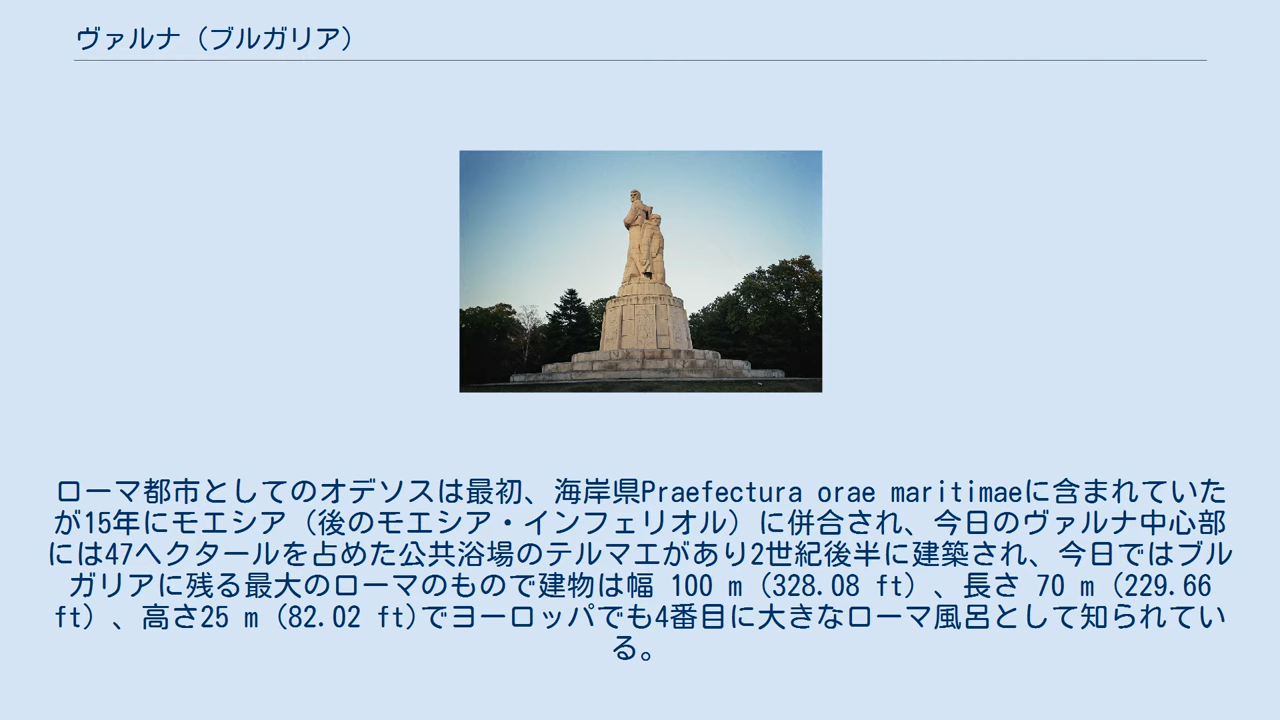 ヴァルナ（ブルガリア）
ローマ都市としてのオデソスは最初、海岸県Praefectura orae maritimaeに含まれていた
が15年にモエシア（後のモエシア・インフェリオル）に併合され、今日のヴァルナ中心部
には47ヘクタールを占めた公共浴場のテルマエがあり2世紀後半に建築され、今日ではブル
ガリアに残る最大のローマのもので建物は幅 100 m (328.08 ft) 、長さ 70 m (229.66
ft) 、高さ25 m (82.02 ft)でヨーロッパでも4番目に大きなローマ風呂として知られてい
る。